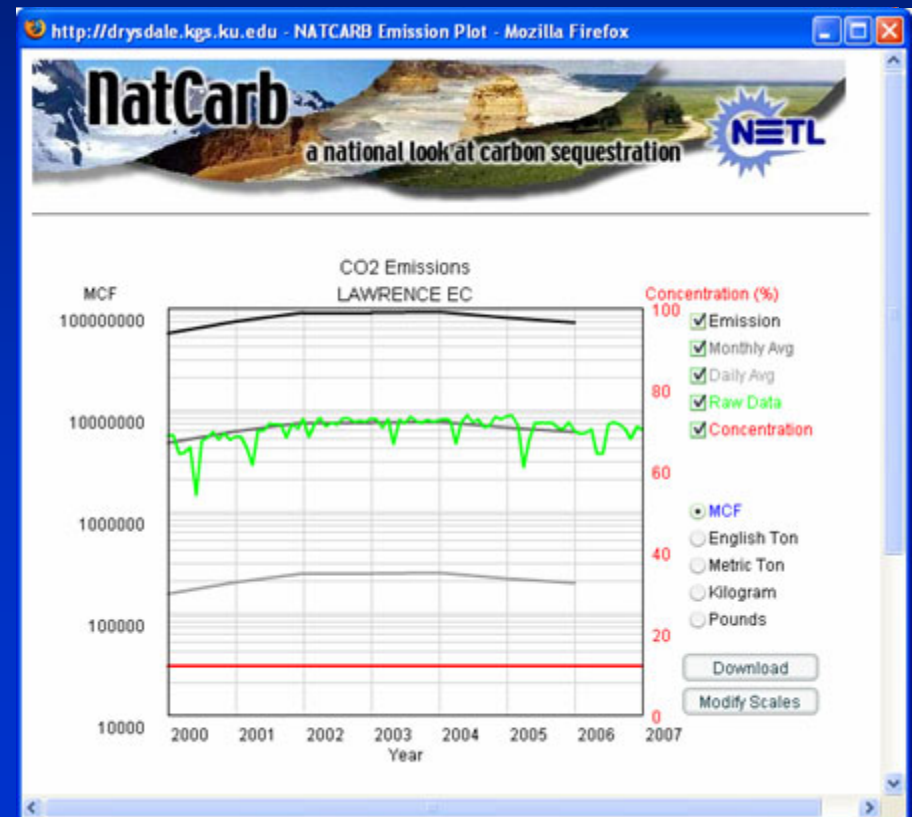 http://drysdale.kgs.ku.edu - NATCARB Emission Plot - Mozilla Firefox
NatCarb
a national look at carbon sequestration
NETL
CO2 Emissions
LAWRENCE EC
MCF
Concentration (%)
100000000
10000000
1000000
100000
10000
100
80
60
40
20
0
2000 2001 2002 2003 2004 2005 2006 2007
Year
Emission
Monthly Avg
Daily Avg
Raw Data
Concentration
MCF
English Ton
Metric Ton
Kilogram
Pounds
Download
Modify Scales